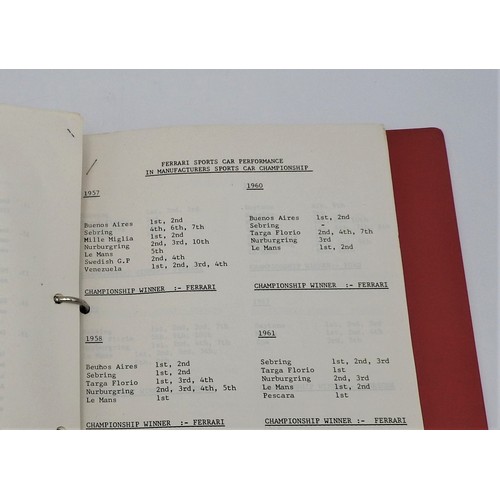 FERRARI SPORTS CAR PERFORMANCE
IN MANUFACTURERS SPORTS CAR CHAMPIONSHIP
1957
Buenos Aires 1st, 2nd
Sebring 4th, 6th, 7th
Mille Miglia 1st, 2nd
Nurburgring 2nd, 3rd, 10th
Le Mans 5th
Swedish G.P 2nd, 4th
Venezuela 1st, 2nd, 3rd, 4th
CHAMPIONSHIP WINNER :- FERRARI
1958
Buenos Aires 1st, 2nd
Sebring 1st, 2nd
Targa Florio 1st, 3rd, 4th
Nurburgring 2nd, 3rd, 4th, 5th
Le Mans 1st
CHAMPIONSHIP WINNER :- FERRARI
1960
Buenos Aires 1st, 2nd
Sebring -
Targa Florio 2nd, 4th, 7th
Nurburgring 3rd
Le Mans 1st, 2nd
CHAMPIONSHIP WINNER :- FERRARI
1961
Sebring 1st, 2nd, 3rd
Targa Florio 1st
Nurburgring 2nd, 3rd
Le Mans 1st, 2nd
Pescara 1st
CHAMPIONSHIP WINNER :- FERRARI